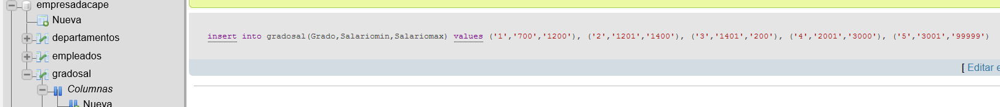 empresadacape
Nueva
departamentos
empleados
gradosal
Columnas
Nueva
insert into gradosal(Grado,Salariomin,Salariomax) values ('1','700','1200'), ('2','1201','1400'), ('3','1401','200'), ('4','2001','3000'), ('5','3001','99999')
[ Editar e